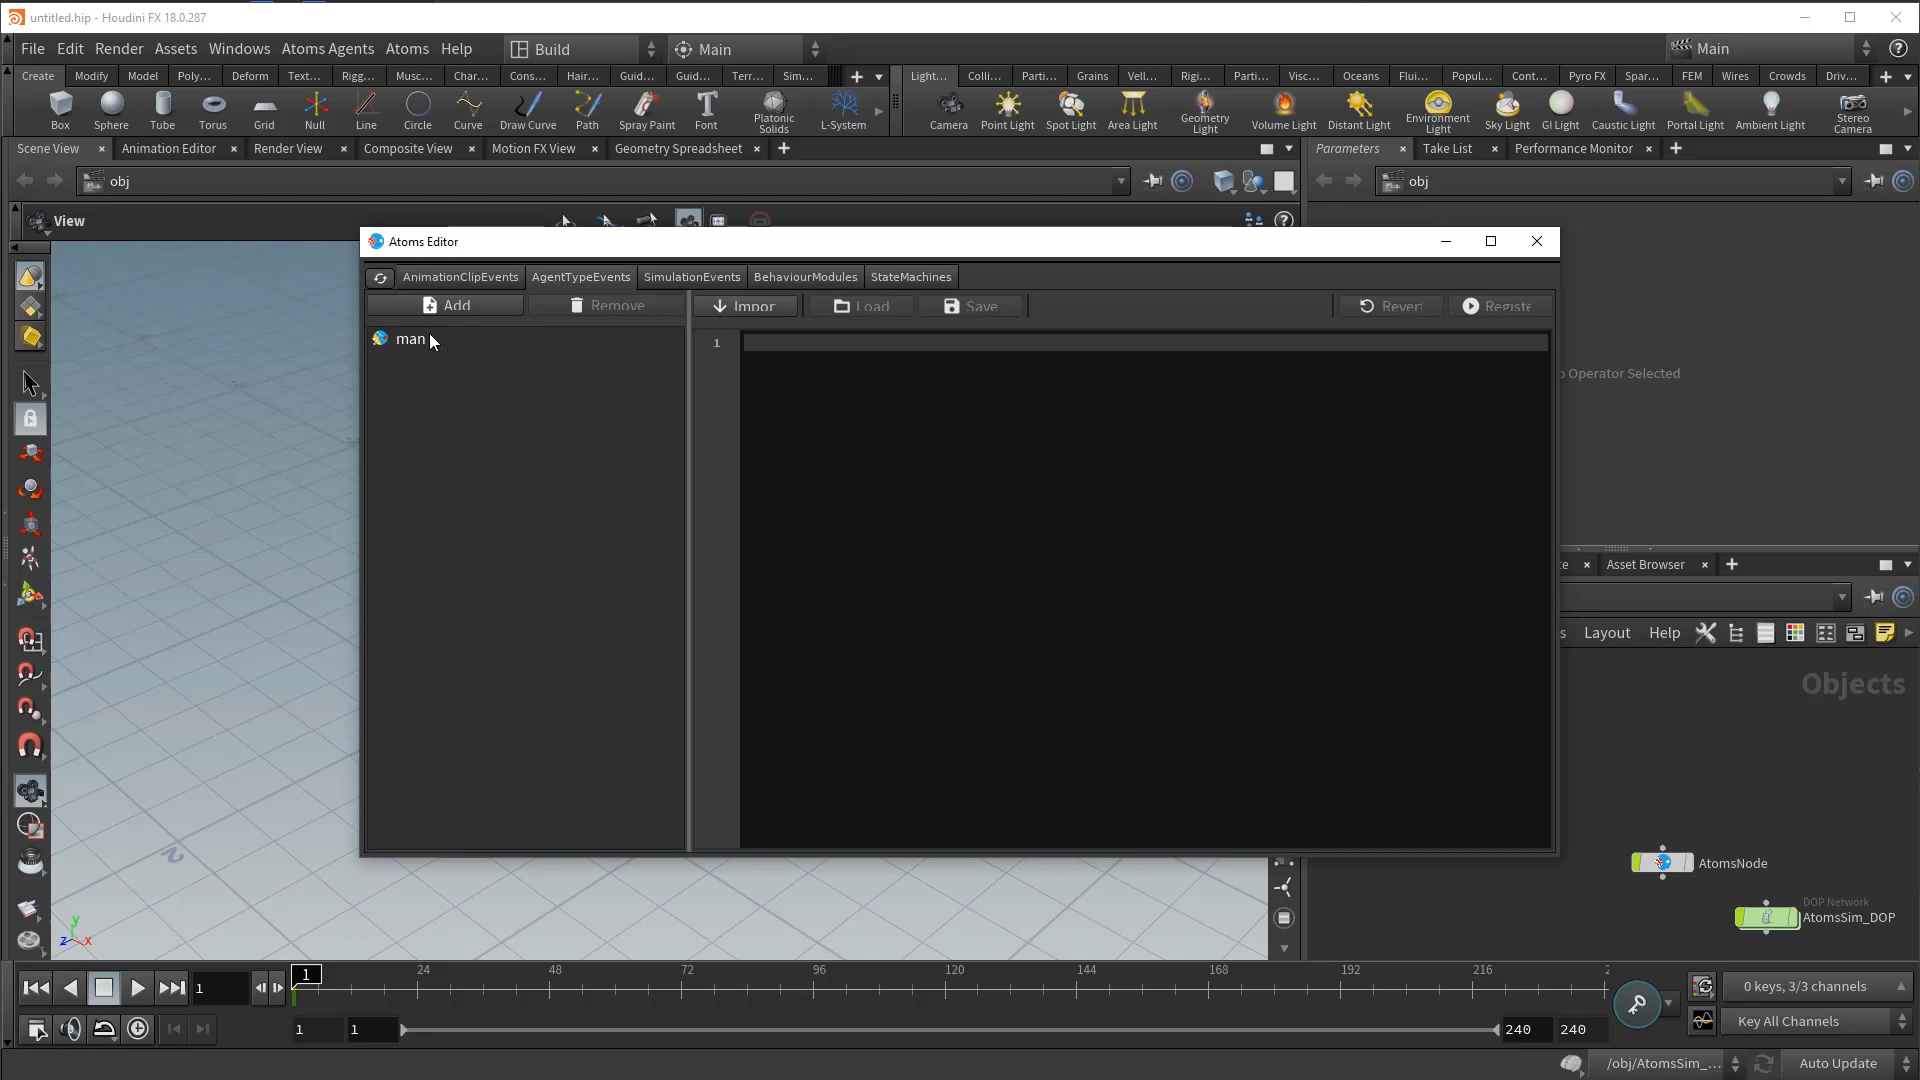 untitled.hip - Houdini FX 18.0.287
File Edit Render Assets Windows Atoms Agents Atoms Help Build Main Main
Create Modify Model Poly... Deform Text... Rigg... Musc... Char... Cons... Hair... Guid... Guid... Terr... Sim... Light... Colli... Parti... Grains Vell... Rigi... Parti... Visc... Oceans Flui... Popul... Cont... Pyro FX Spar... FEM Wires Crowds Driv...
Box Sphere Tube Torus Grid Null Line Circle Curve Draw Curve Path Spray Paint Font Platonic Solids L-System Camera Point Light Spot Light Area Light Geometry Light Volume Light Distant Light Environment Light Sky Light GI Light Caustic Light Portal Light Ambient Light Stereo Camera
Scene View Animation Editor Render View Composite View Motion FX View Geometry Spreadsheet Parameters Take List Performance Monitor
obj obj
View
Atoms Editor
AnimationClipEvents AgentTypeEvents SimulationEvents BehaviourModules StateMachines
Add Remove Impor Load Save Revert Registe
man 1
Operator Selected
e Asset Browser
s Layout Help
Objects
AtomsNode
DOP Network
AtomsSim_DOP
2
y
z x
1 1 24 48 72 96 120 144 168 192 216 2
0 keys, 3/3 channels
1 1 240 240 Key All Channels
/obj/AtomsSim_... Auto Update